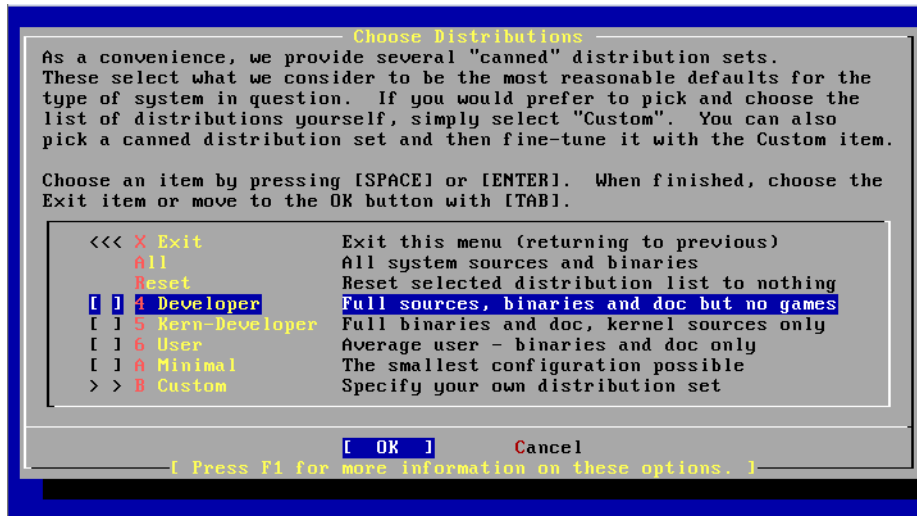 Choose Distributions
As a convenience, we provide several "canned" distribution sets.
These select what we consider to be the most reasonable defaults for the
type of system in question.  If you would prefer to pick and choose the
list of distributions yourself, simply select "Custom".  You can also
pick a canned distribution set and then fine-tune it with the Custom item.
Choose an item by pressing [SPACE] or [ENTER].  When finished, choose the
Exit item or move to the OK button with [TAB].
<<< X Exit Exit this menu (returning to previous)
All All system sources and binaries
Reset Reset selected distribution list to nothing
[ ] 4 Developer Full sources, binaries and doc but no games
[ ] 5 Kern-Developer Full binaries and doc, kernel sources only
[ ] 6 User Average user - binaries and doc only
[ ] A Minimal The smallest configuration possible
> > B Custom Specify your own distribution set
[ OK ] Cancel
[ Press F1 for more information on these options. ]